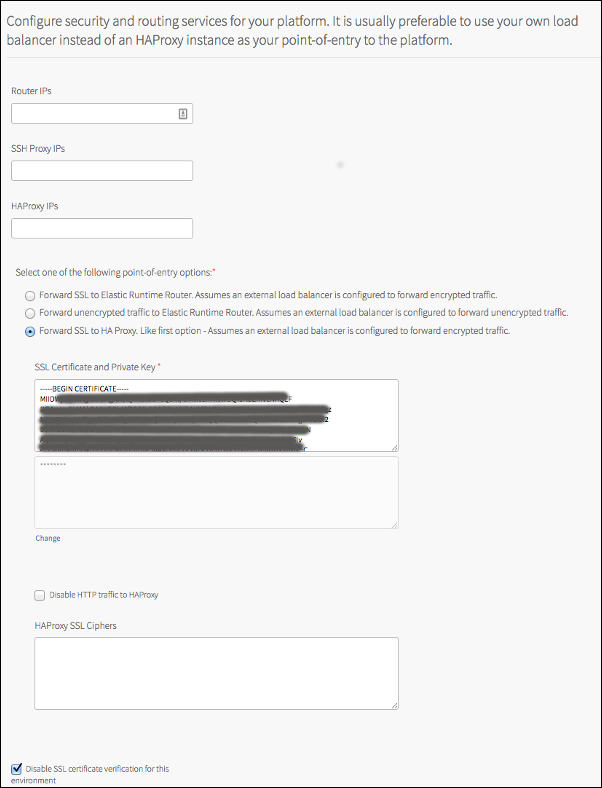 Configure security and routing services for your platform. It is usually preferable to use your own load
balancer instead of an HAProxy instance as your point-of-entry to the platform.
Router IPs
SSH Proxy IPs
HAProxy IPs
Select one of the following point-of-entry options:*
Forward SSL to Elastic Runtime Router. Assumes an external load balancer is configured to forward encrypted traffic.
Forward unencrypted traffic to Elastic Runtime Router. Assumes an external load balancer is configured to forward unencrypted traffic.
Forward SSL to HA Proxy. Like first option - Assumes an external load balancer is configured to forward encrypted traffic.
SSL Certificate and Private Key *
-----BEGIN CERTIFICATE-----
********
Change
Disable HTTP traffic to HAProxy
HAProxy SSL Ciphers
Disable SSL certificate verification for this
environment